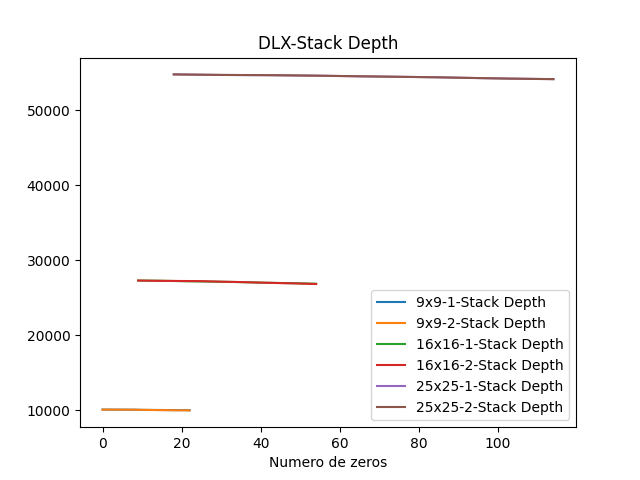 DLX-Stack Depth
50000
40000
30000
20000
10000
0 20 40 60 80 100
Numero de zeros
9x9-1-Stack Depth
9x9-2-Stack Depth
16x16-1-Stack Depth
16x16-2-Stack Depth
25x25-1-Stack Depth
25x25-2-Stack Depth